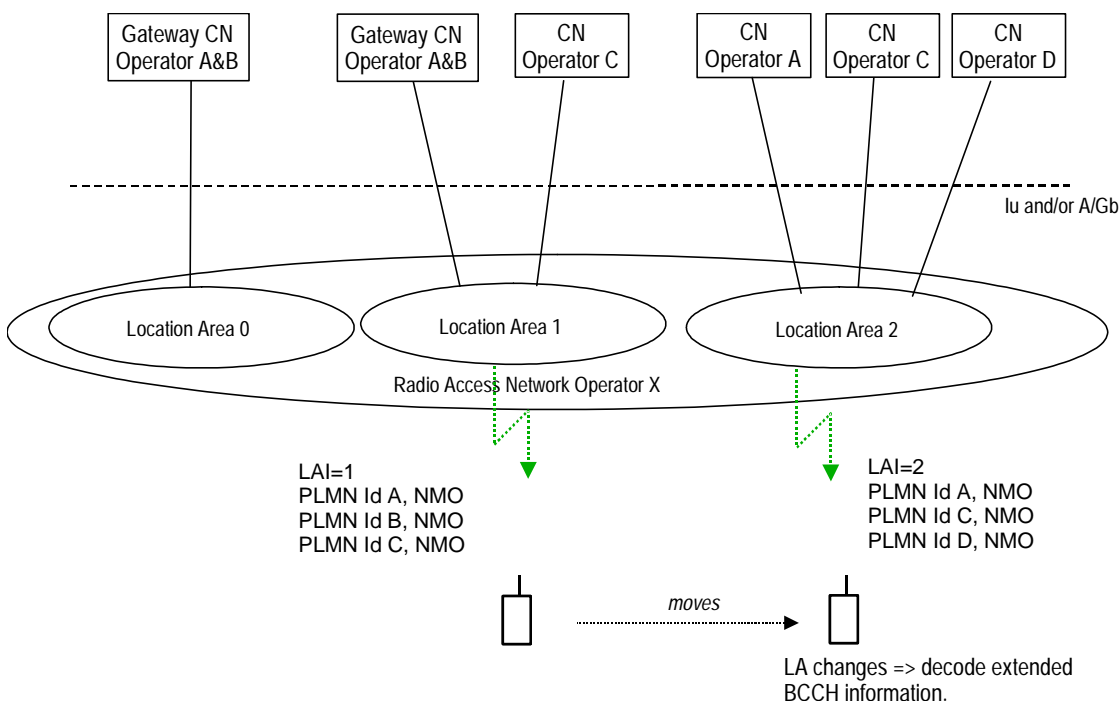 Gateway CN
Operator A&B
Gateway CN
Operator A&B
CN
Operator C
CN
Operator A
CN
Operator C
CN
Operator D
Iu and/or A/Gb
Location Area 0
Location Area 1
Location Area 2
Radio Access Network Operator X
LAI=1
PLMN Id A, NMO
PLMN Id B, NMO
PLMN Id C, NMO
LAI=2
PLMN Id A, NMO
PLMN Id C, NMO
PLMN Id D, NMO
moves
LA changes => decode extended
BCCH information.